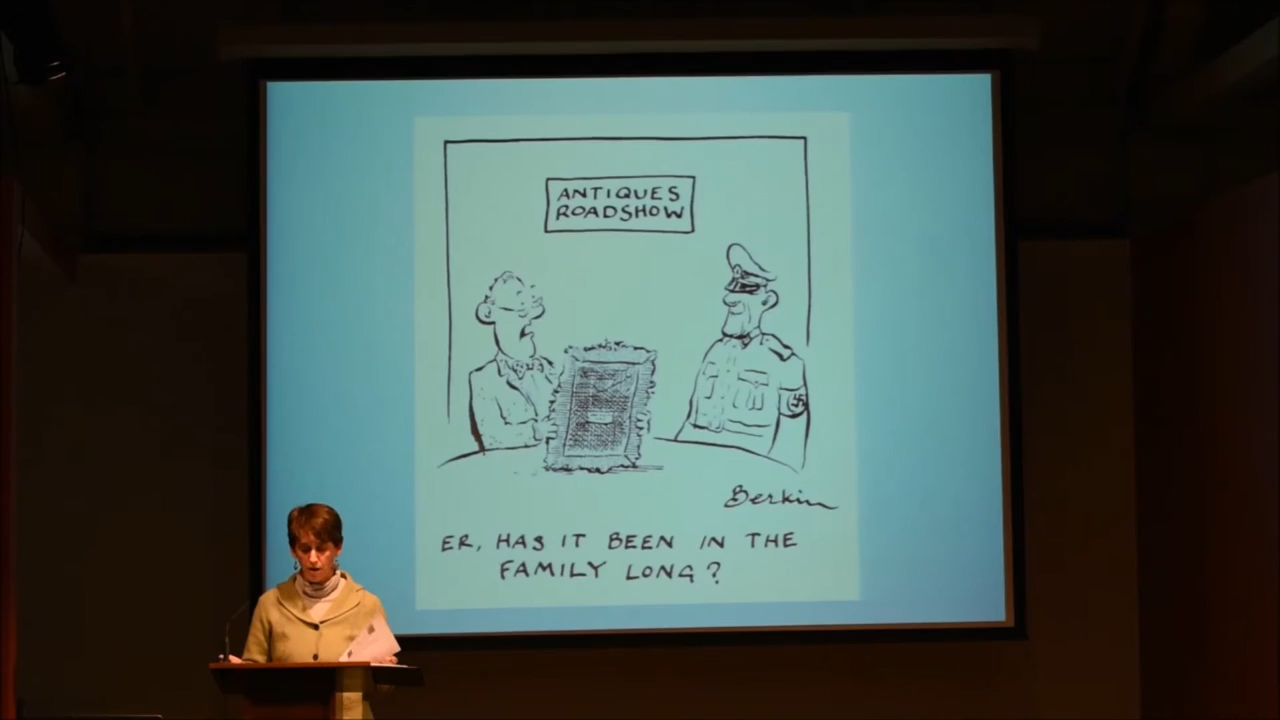 ANTIQUES
ROADSHOW
Berkin
ER, HAS IT BEEN IN THE
FAMILY LONG?